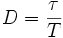 D = τ / T